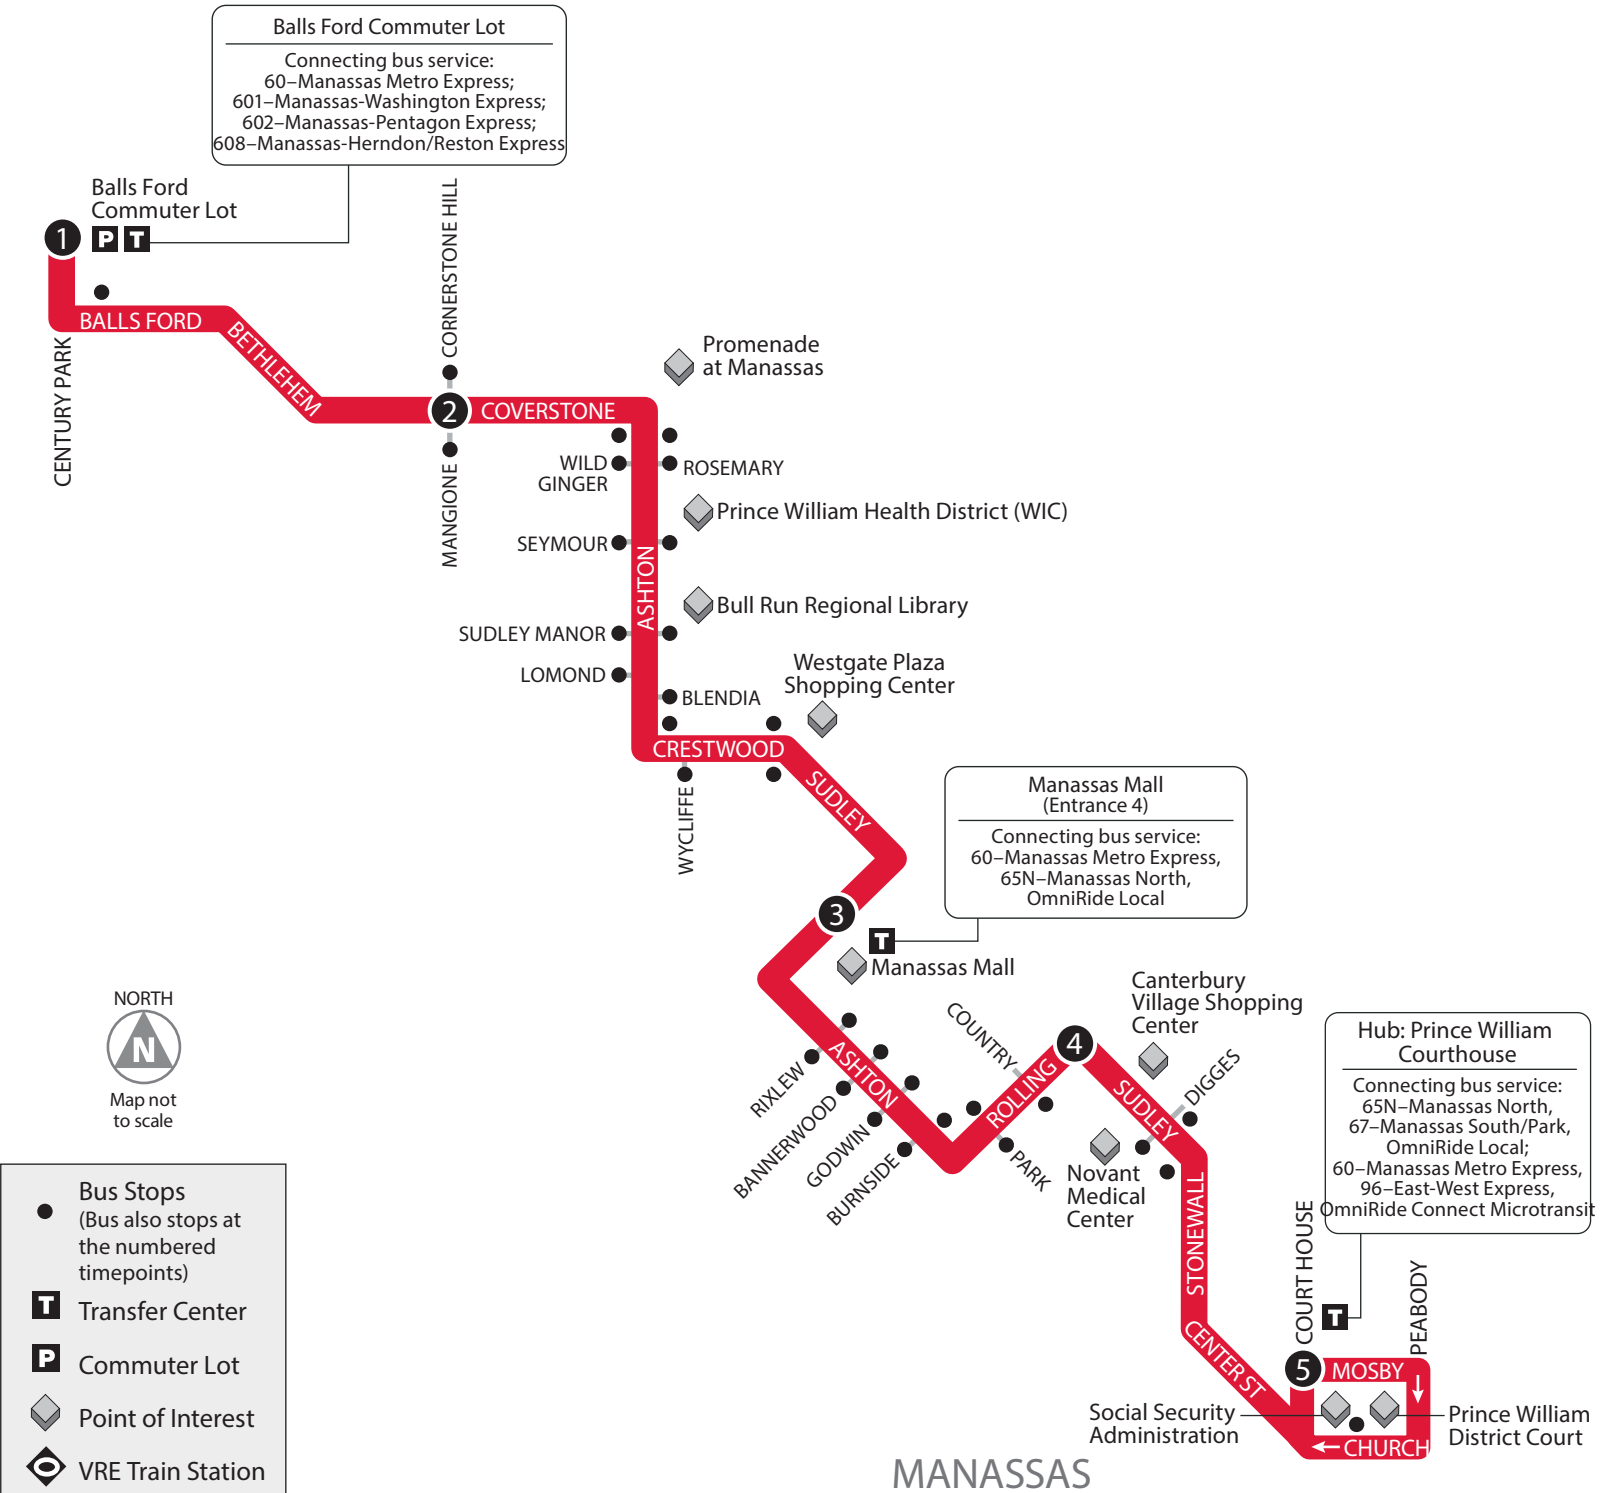 Balls Ford Commuter Lot
Connecting bus service:
60–Manassas Metro Express;
601–Manassas-Washington Express;
602–Manassas-Pentagon Express;
608–Manassas-Herndon/Reston Express
Balls Ford
Commuter Lot
1
P
T
CORNERSTONE HILL
BALLS FORD
BETHLEHEM
CENTURY PARK
Promenade
at Manassas
2
COVERSTONE
MANGIONE
WILD
GINGER
ROSEMARY
Prince William Health District (WIC)
SEYMOUR
ASHTON
Bull Run Regional Library
SUDLEY MANOR
LOMOND
BLENDIA
Westgate Plaza
Shopping Center
CRESTWOOD
WYCLIFFE
SUDLEY
Manassas Mall
(Entrance 4)
Connecting bus service:
60–Manassas Metro Express,
65N–Manassas North,
OmniRide Local
3
T
Manassas Mall
RIXLEW
ASHTON
BANNERWOOD
GODWIN
BURNSIDE
COUNTRY
ROLLING
PARK
4
Canterbury
Village Shopping
Center
SUDLEY
DIGGES
Novant
Medical
Center
STONEWALL
Hub: Prince William
Courthouse
Connecting bus service:
65N–Manassas North,
67–Manassas South/Park,
OmniRide Local;
60–Manassas Metro Express,
96–East-West Express,
OmniRide Connect Microtransit
COURT HOUSE
T
PEABODY
CENTER ST
5
MOSBY
Social Security
Administration
Prince William
District Court
CHURCH
MANASSAS
NORTH
N
Map not
to scale
Bus Stops
(Bus also stops at
the numbered
timepoints)
T
Transfer Center
P
Commuter Lot
Point of Interest
VRE Train Station